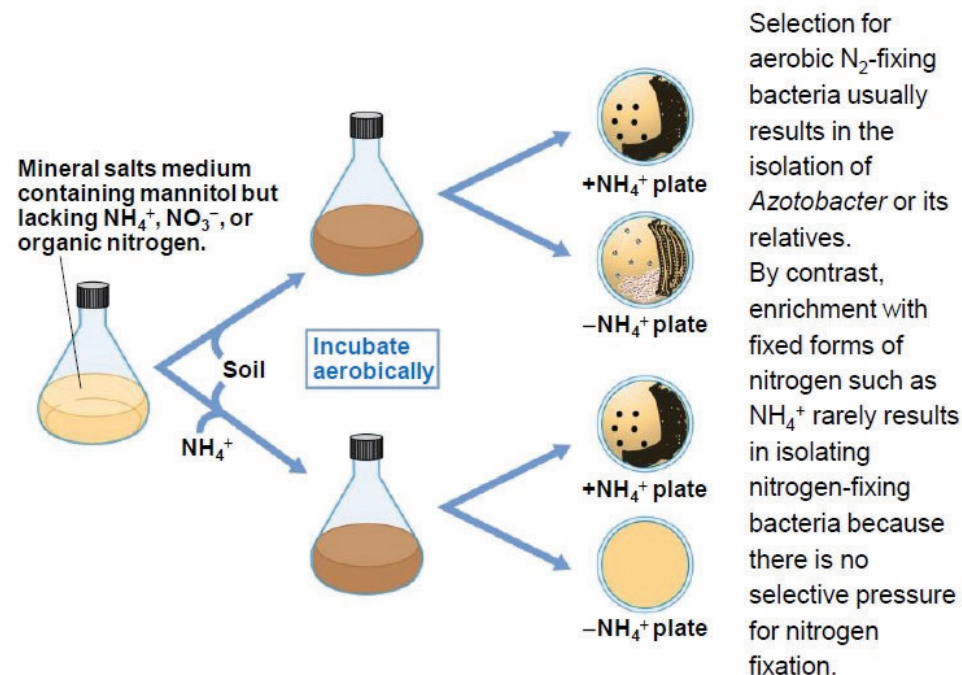 Mineral salts medium
containing mannitol but
lacking NH₄⁺, NO₃⁻, or
organic nitrogen.
Soil
NH₄⁺
Incubate
aerobically
+NH₄⁺ plate
−NH₄⁺ plate
+NH₄⁺ plate
−NH₄⁺ plate
Selection for
aerobic N₂-fixing
bacteria usually
results in the
isolation of
Azotobacter or its
relatives.
By contrast,
enrichment with
fixed forms of
nitrogen such as
NH₄⁺ rarely results
in isolating
nitrogen-fixing
bacteria because
there is no
selective pressure
for nitrogen
fixation.